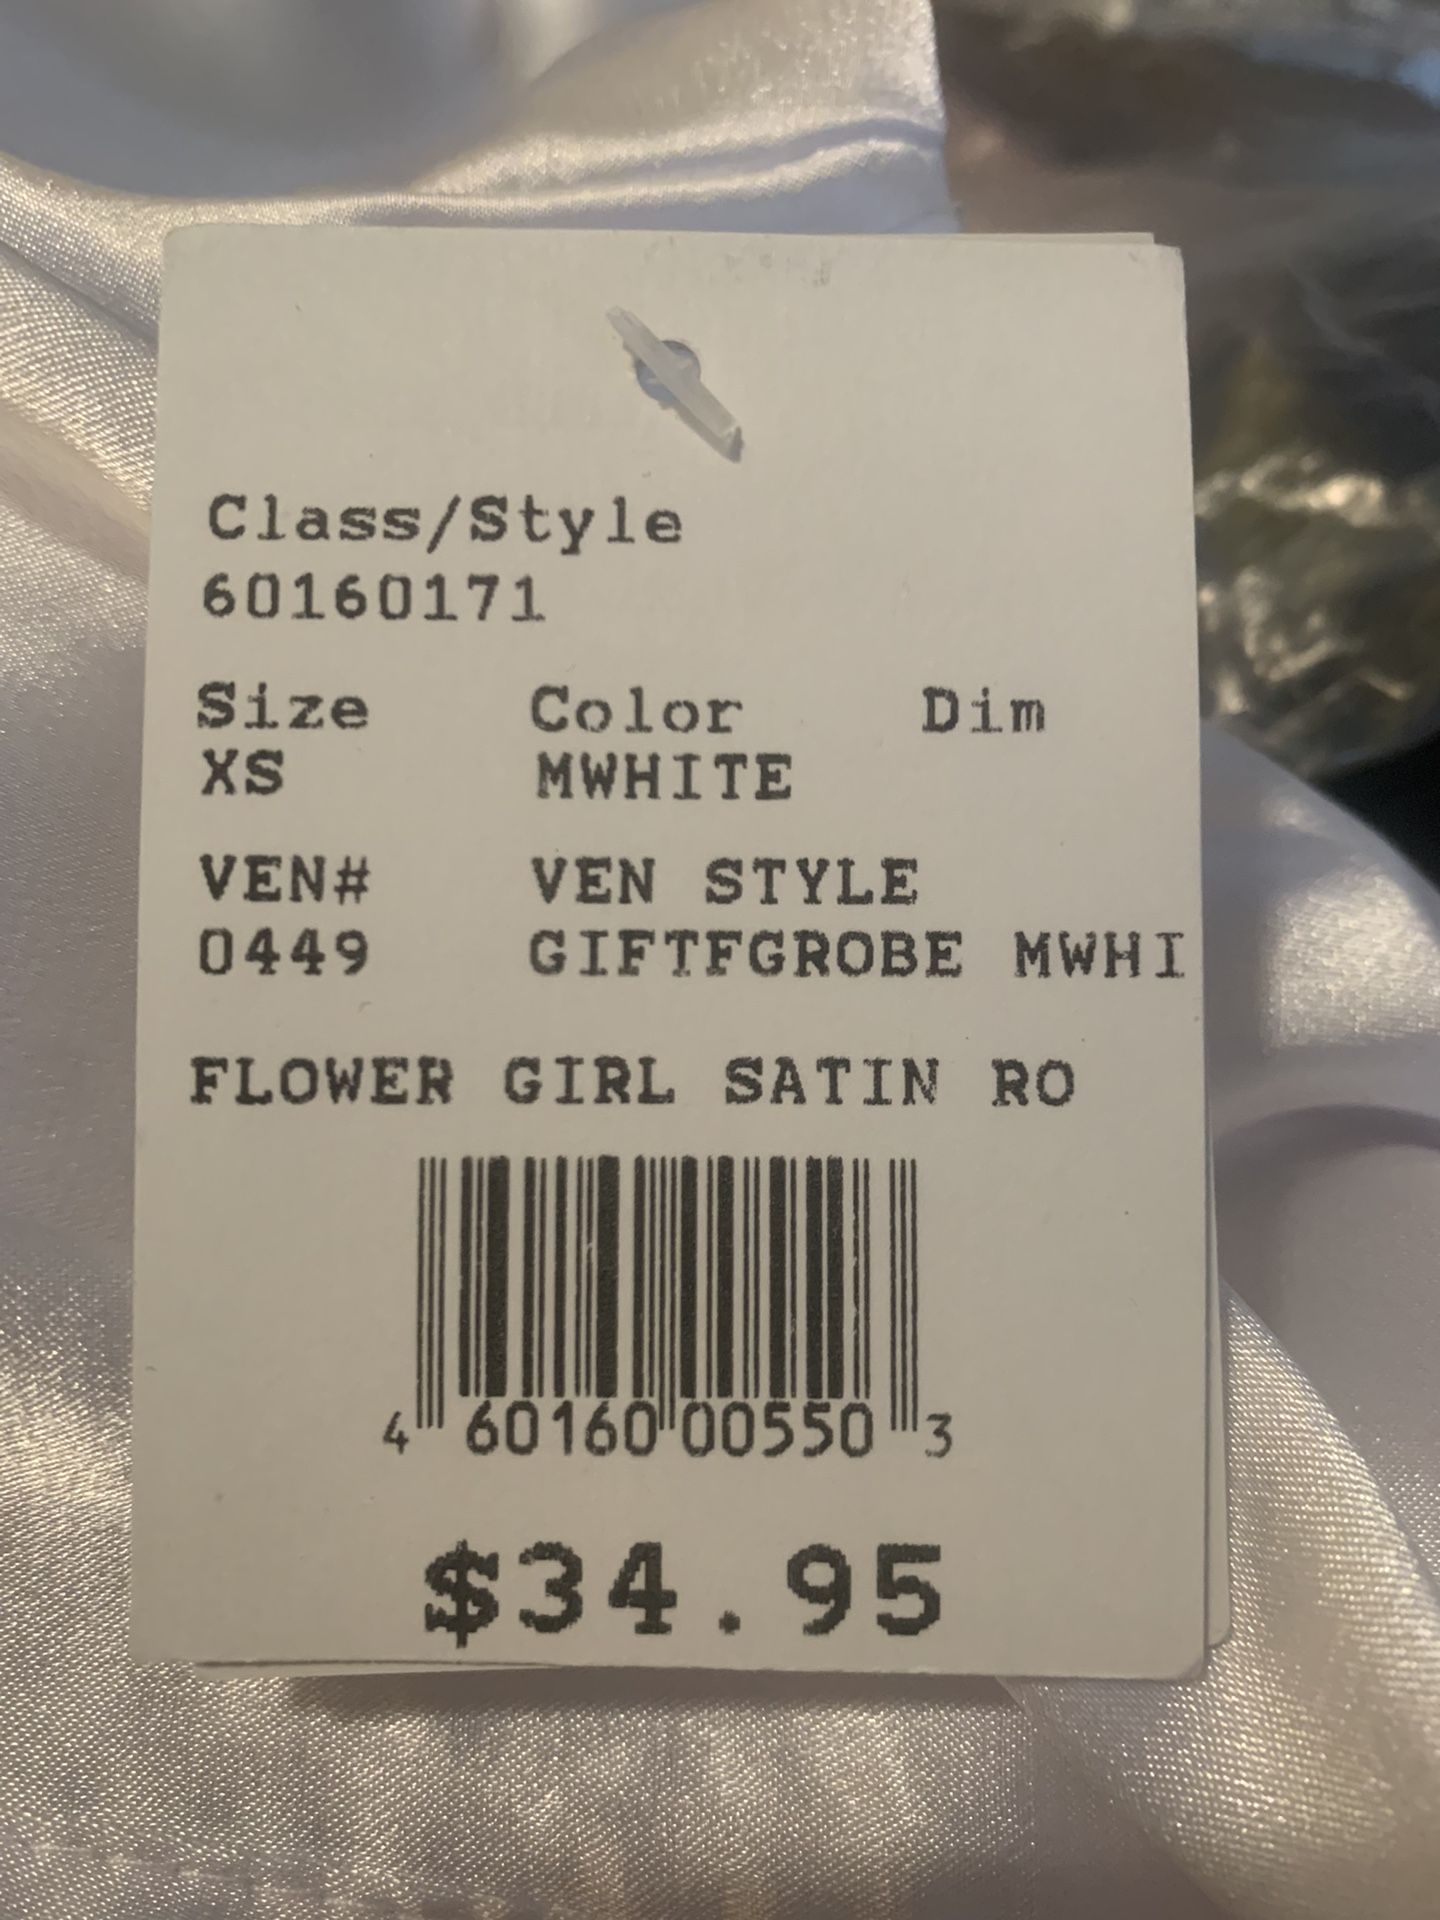 Class/Style
60160171
Size Color Dim
XS MWHITE
VEN# VEN STYLE
0449 GIFTFGROBE MWHI
FLOWER GIRL SATIN RO
4 60160 00550 3
$34.95